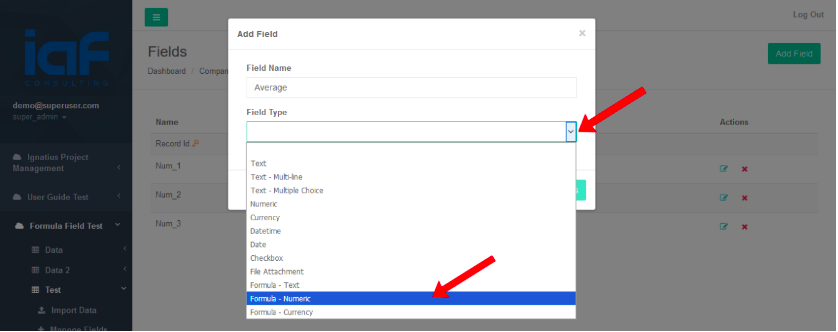 iaf
CONSULTING
demo@superuser.com
super_admin
Ignatius Project
Management
User Guide Test
Formula Field Test
Data
Data 2
Test
Import Data
Manage Fields
Log Out
Fields
Add Field
Dashboard / Compan
Name
Actions
Record Id
Num_1
Num_2
Num_3
Add Field
×
Field Name
Average
Field Type
Text
Text - Multi-line
Text - Multiple Choice
Numeric
Currency
Datetime
Date
Checkbox
File Attachment
Formula - Text
Formula - Numeric
Formula - Currency